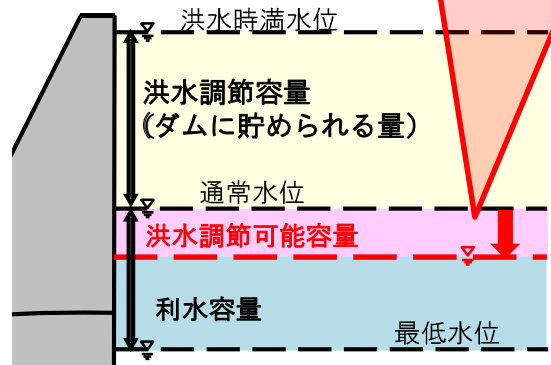 洪水時満水位
洪水調節容量
(ダムに貯められる量)
通常水位
洪水調節可能容量
利水容量
最低水位